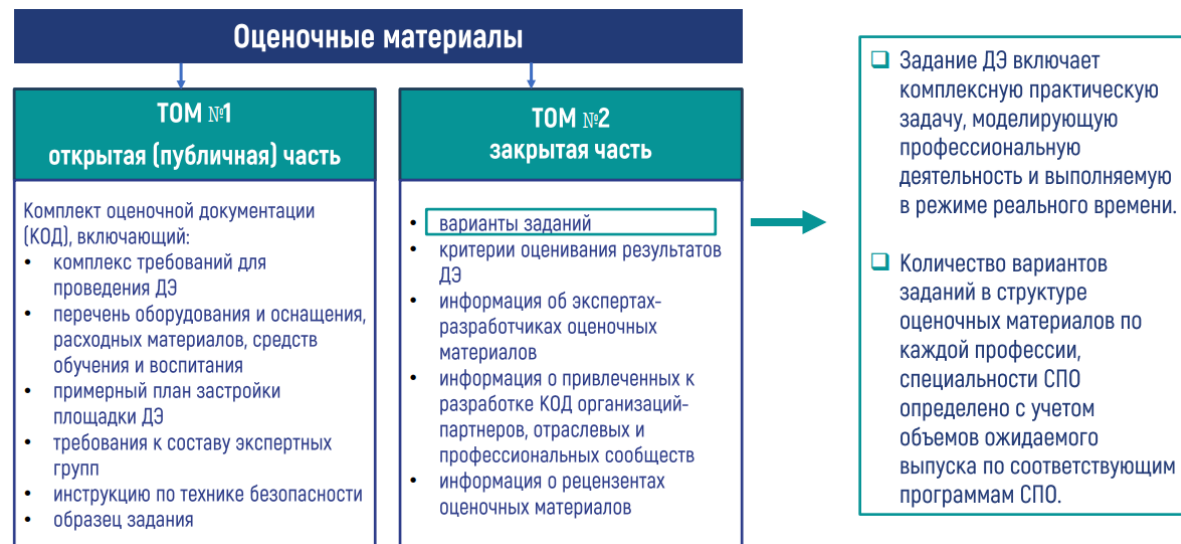 Оценочные материалы
ТОМ №1
открытая (публичная) часть
Комплект оценочной документации
(КОД), включающий:
• комплекс требований для
проведения ДЭ
• перечень оборудования и оснащения,
расходных материалов, средств
обучения и воспитания
• примерный план застройки
площадки ДЭ
• требования к составу экспертных
групп
• инструкцию по технике безопасности
• образец задания
ТОМ №2
закрытая часть
• варианты заданий
• критерии оценивания результатов
ДЭ
• информация об экспертах-
разработчиках оценочных
материалов
• информация о привлеченных к
разработке КОД организаций-
партнеров, отраслевых и
профессиональных сообществ
• информация о рецензентах
оценочных материалов
❑ Задание ДЭ включает
комплексную практическую
задачу, моделирующую
профессиональную
деятельность и выполняемую
в режиме реального времени.
❑ Количество вариантов
заданий в структуре
оценочных материалов по
каждой профессии,
специальности СПО
определено с учетом
объемов ожидаемого
выпуска по соответствующим
программам СПО.